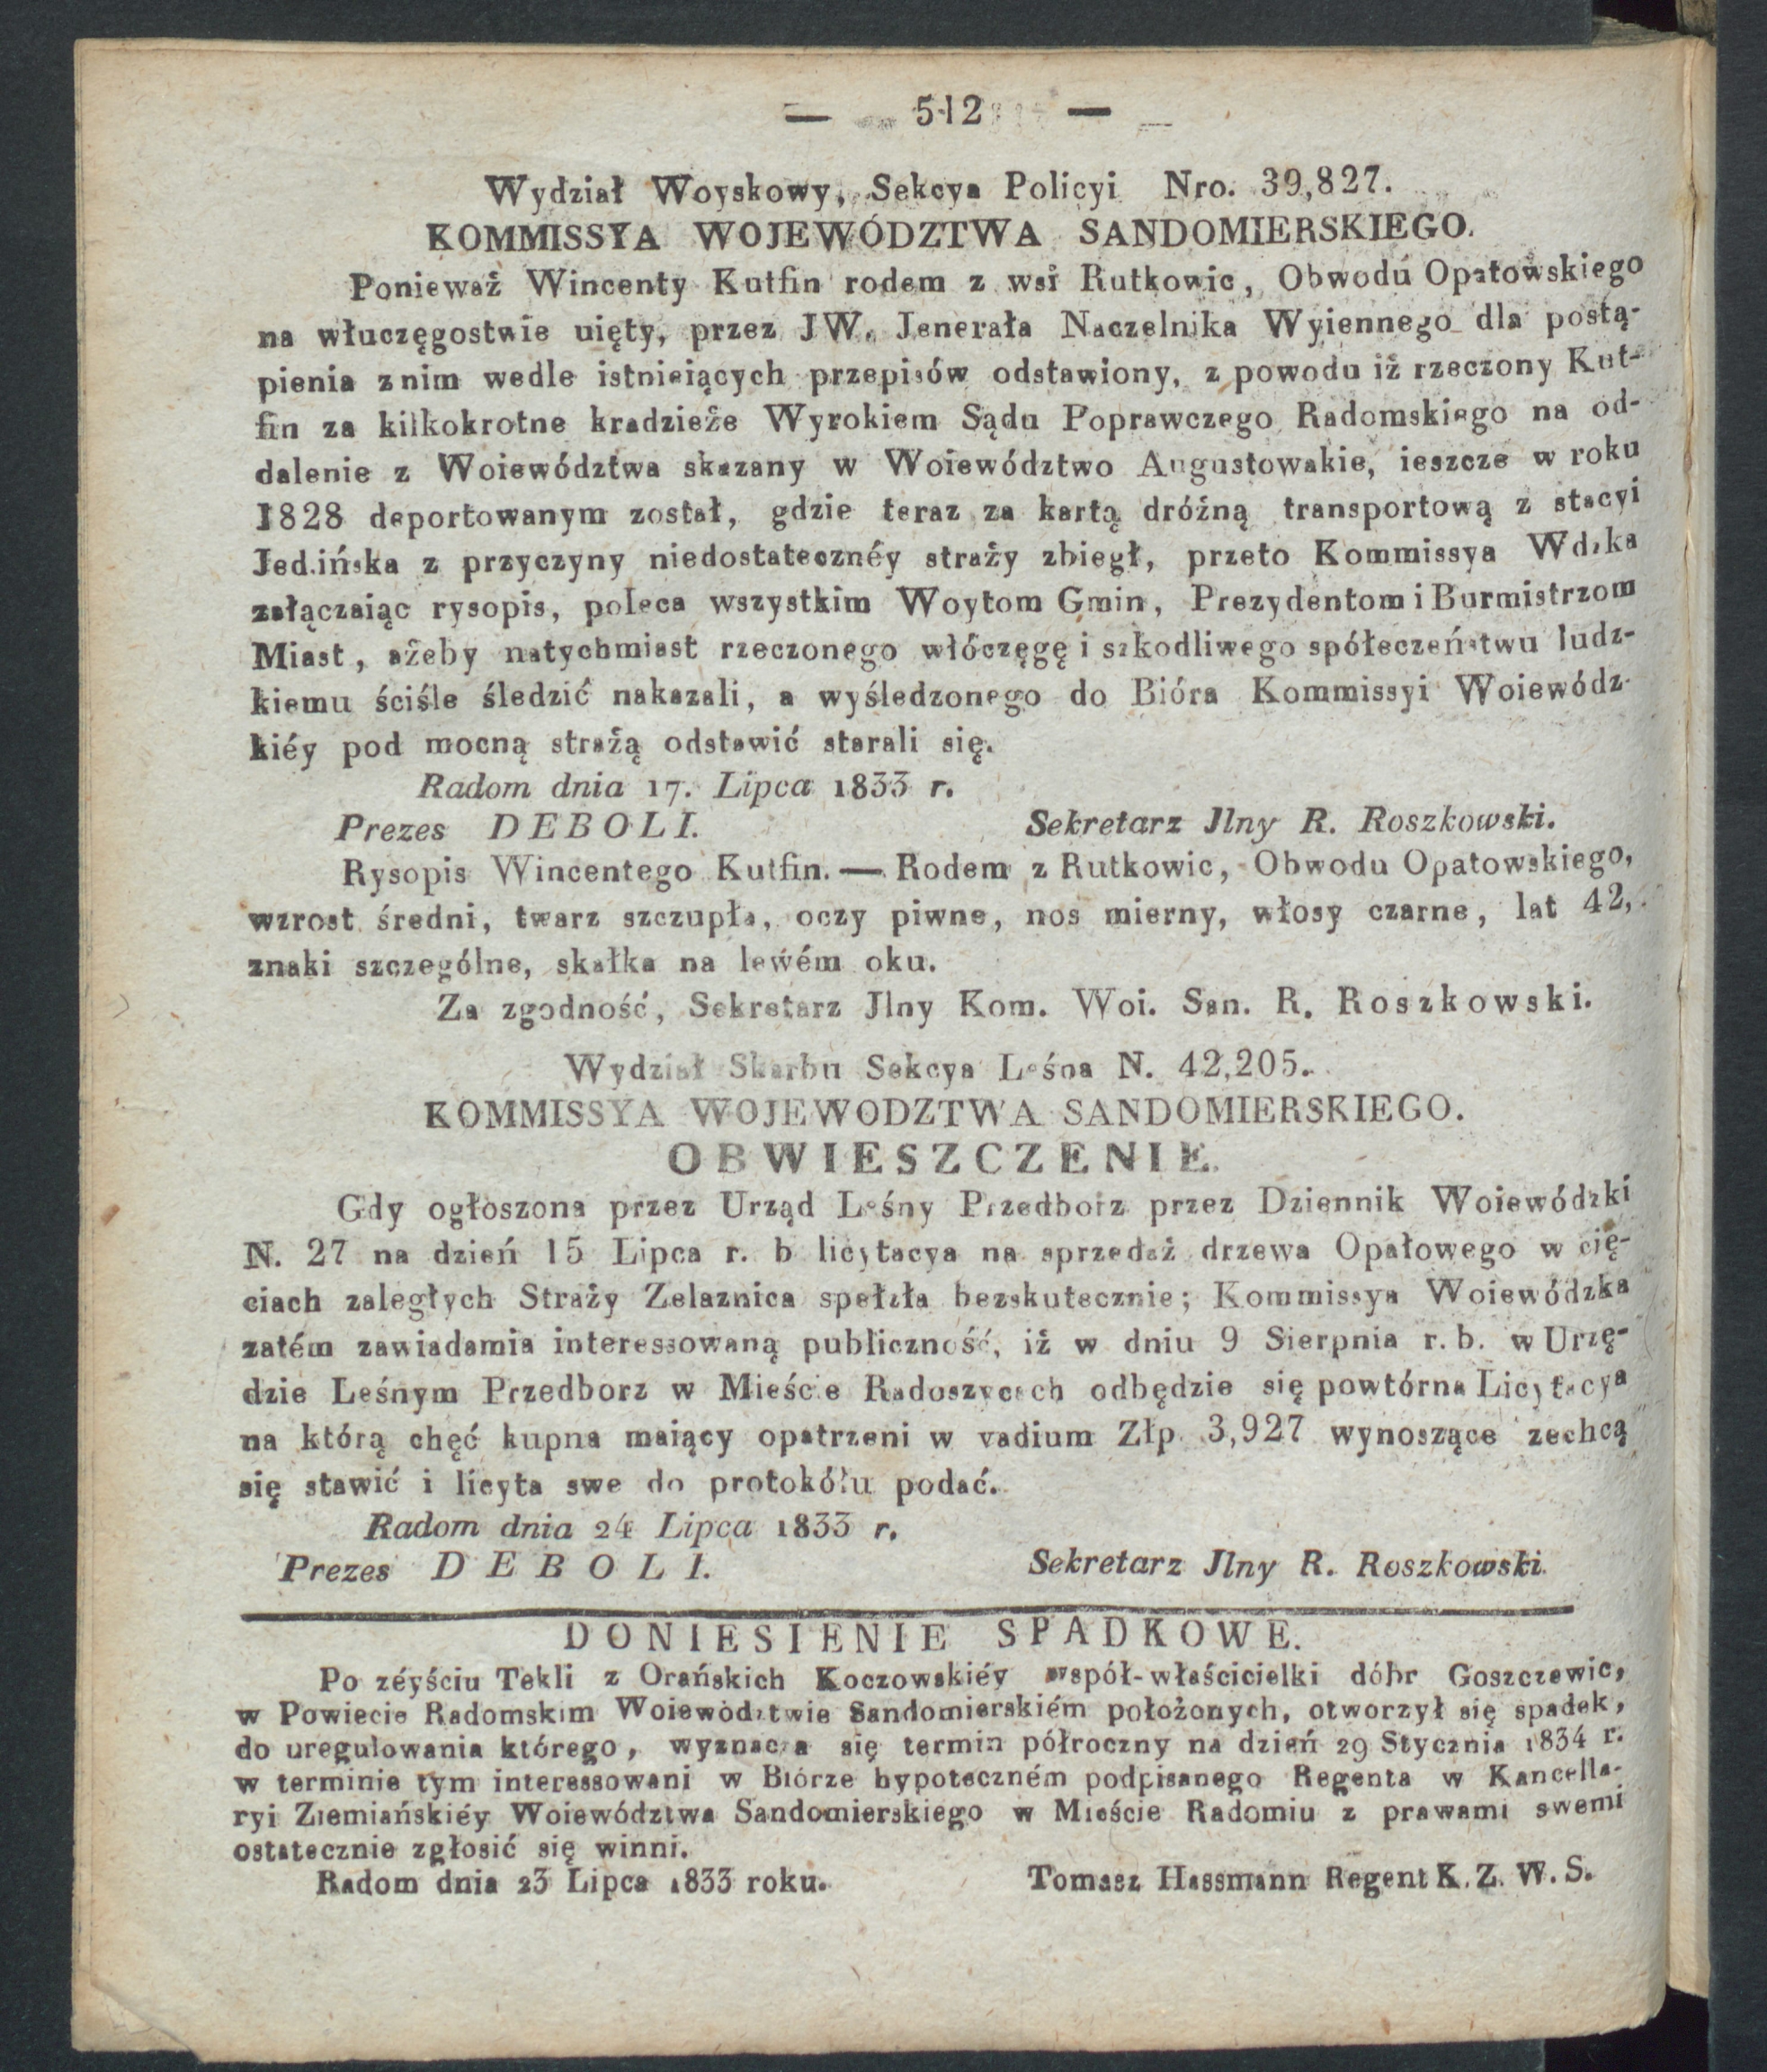 — 512 —
Wydział Woyskowy, Sekcya Policyi Nro. 39,827.
KOMMISSYA WOJEWÓDZTWA SANDOMIERSKIEGO.
Ponieważ Wincenty Kutfin rodem z wsi Rutkowic, Obwodu Opatowskiego
na włuczęgostwie uięty, przez JW. Jenerała Naczelnika Wyiennego dla postą-
pienia z nim wedle istnieiących przepisów odstawiony, z powodu iż rzeczony Kut-
fin za kilkokrotne kradzieże Wyrokiem Sądu Poprawczego Radomskiego na od-
dalenie z Woiewództwa skazany w Woiewództwo Augustowskie, ieszcze w roku
1828 deportowanym został, gdzie teraz za kartą dróżną transportową z stacyi
Jedlińska z przyczyny niedostatecznéy straży zbiegł, przeto Kommissya Wdzka
załączaiąc rysopis, poleca wszystkim Woytom Gmin, Prezydentom i Burmistrzom
Miast, ażeby natychmiast rzeczonego włóczęgę i szkodliwego spółeczeństwu ludz-
kiemu ściśle śledzić nakazali, a wyśledzonego do Bióra Kommissyi Woiewódz-
kiéy pod mocną strażą odstawić starali się.
Radom dnia 17. Lipca 1833 r.
Prezes DEBOLI. Sekretarz Jlny R. Roszkowski.
Rysopis Wincentego Kutfin. — Rodem z Rutkowic, Obwodu Opatowskiego,
wzrost średni, twarz szczupła, oczy piwne, nos mierny, włosy czarne, lat 42,
znaki szczególne, skałka na lewém oku.
Za zgodność, Sekretarz Jlny Kom. Woi. San. R. Roszkowski.
Wydział Skarbu Sekcya Leśna N. 42,205.
KOMMISSYA WOJEWODZTWA SANDOMIERSKIEGO.
OBWIESZCZENIE.
Gdy ogłoszona przez Urząd Leśny Przedborz przez Dziennik Woiewódzki
N. 27 na dzień 15 Lipca r. b licytacya na sprzedaż drzewa Opałowego w cię-
ciach zaległych Straży Zelaznica spełzła bezskutecznie; Kommissya Woiewódzka
zatém zawiadamia interessowaną publiczność, iż w dniu 9 Sierpnia r. b. w Urzę-
dzie Leśnym Przedborz w Mieście Radoszycach odbędzie się powtórna Licytacya
na którą chęć kupna maiący opatrzeni w vadium Złp. 3,927 wynoszące zechcą
się stawić i licyta swe do protokółu podać.
Radom dnia 24 Lipca 1833 r.
Prezes DEBOLI. Sekretarz Jlny R. Roszkowski.
DONIESIENIE SPADKOWE.
Po zéyściu Tekli z Orańskich Koczowskiéy współ-właścicielki dóbr Goszczewic,
w Powiecie Radomskim Woiewództwie Sandomierskiém położonych, otworzył się spadek,
do uregulowania którego, wyznacza się termin półroczny na dzień 29 Stycznia 1834 r.
w terminie tym interessowani w Biórze hypoteczném podpisanego Regenta w Kancella-
ryi Ziemiańskiéy Woiewództwa Sandomierskiego w Mieście Radomiu z prawami swemi
ostatecznie zgłosić się winni.
Radom dnia 23 Lipca 1833 roku. Tomasz Hassmann Regent K. Z. W. S.